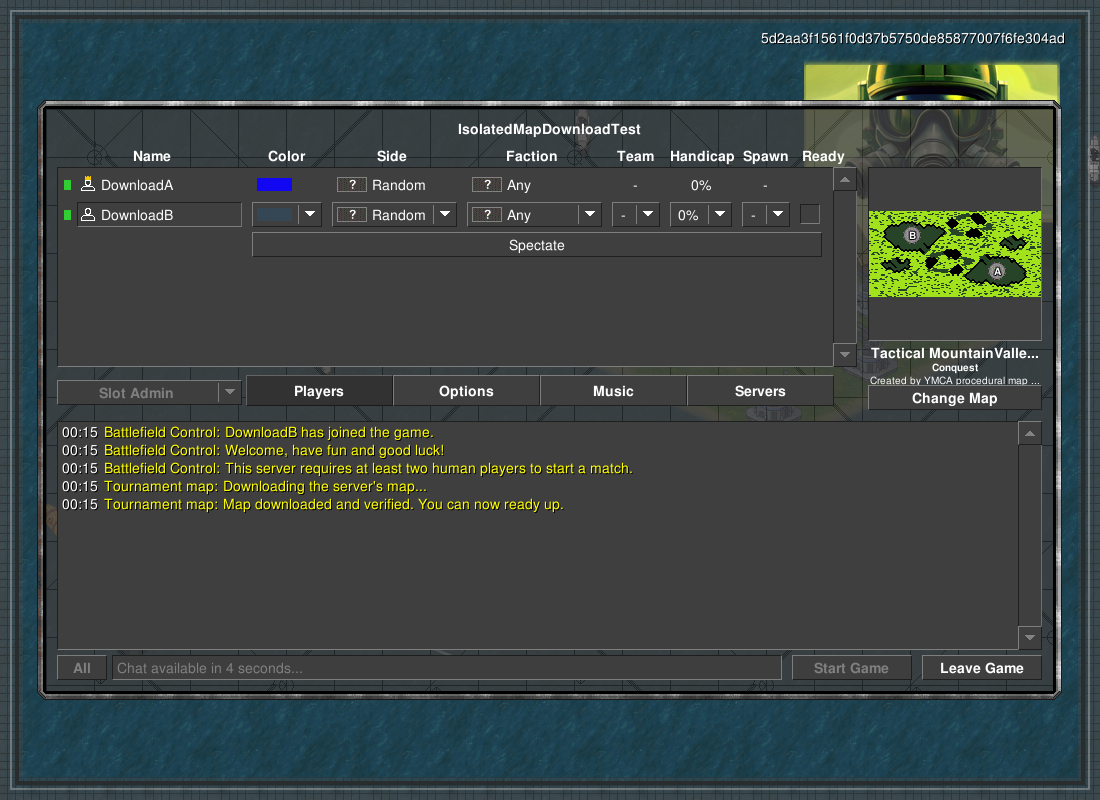 5d2aa3f1561f0d37b5750de85877007f6fe304ad
IsolatedMapDownloadTest
Name Color Side Faction Team Handicap Spawn Ready
DownloadA ? Random ? Any - 0% -
DownloadB ? Random ? Any - 0% -
Spectate
B
A
Tactical MountainValle...
Conquest
Created by YMCA procedural map ...
Change Map
Slot Admin Players Options Music Servers
00:15 Battlefield Control: DownloadB has joined the game.
00:15 Battlefield Control: Welcome, have fun and good luck!
00:15 Battlefield Control: This server requires at least two human players to start a match.
00:15 Tournament map: Downloading the server's map...
00:15 Tournament map: Map downloaded and verified. You can now ready up.
All Chat available in 4 seconds... Start Game Leave Game